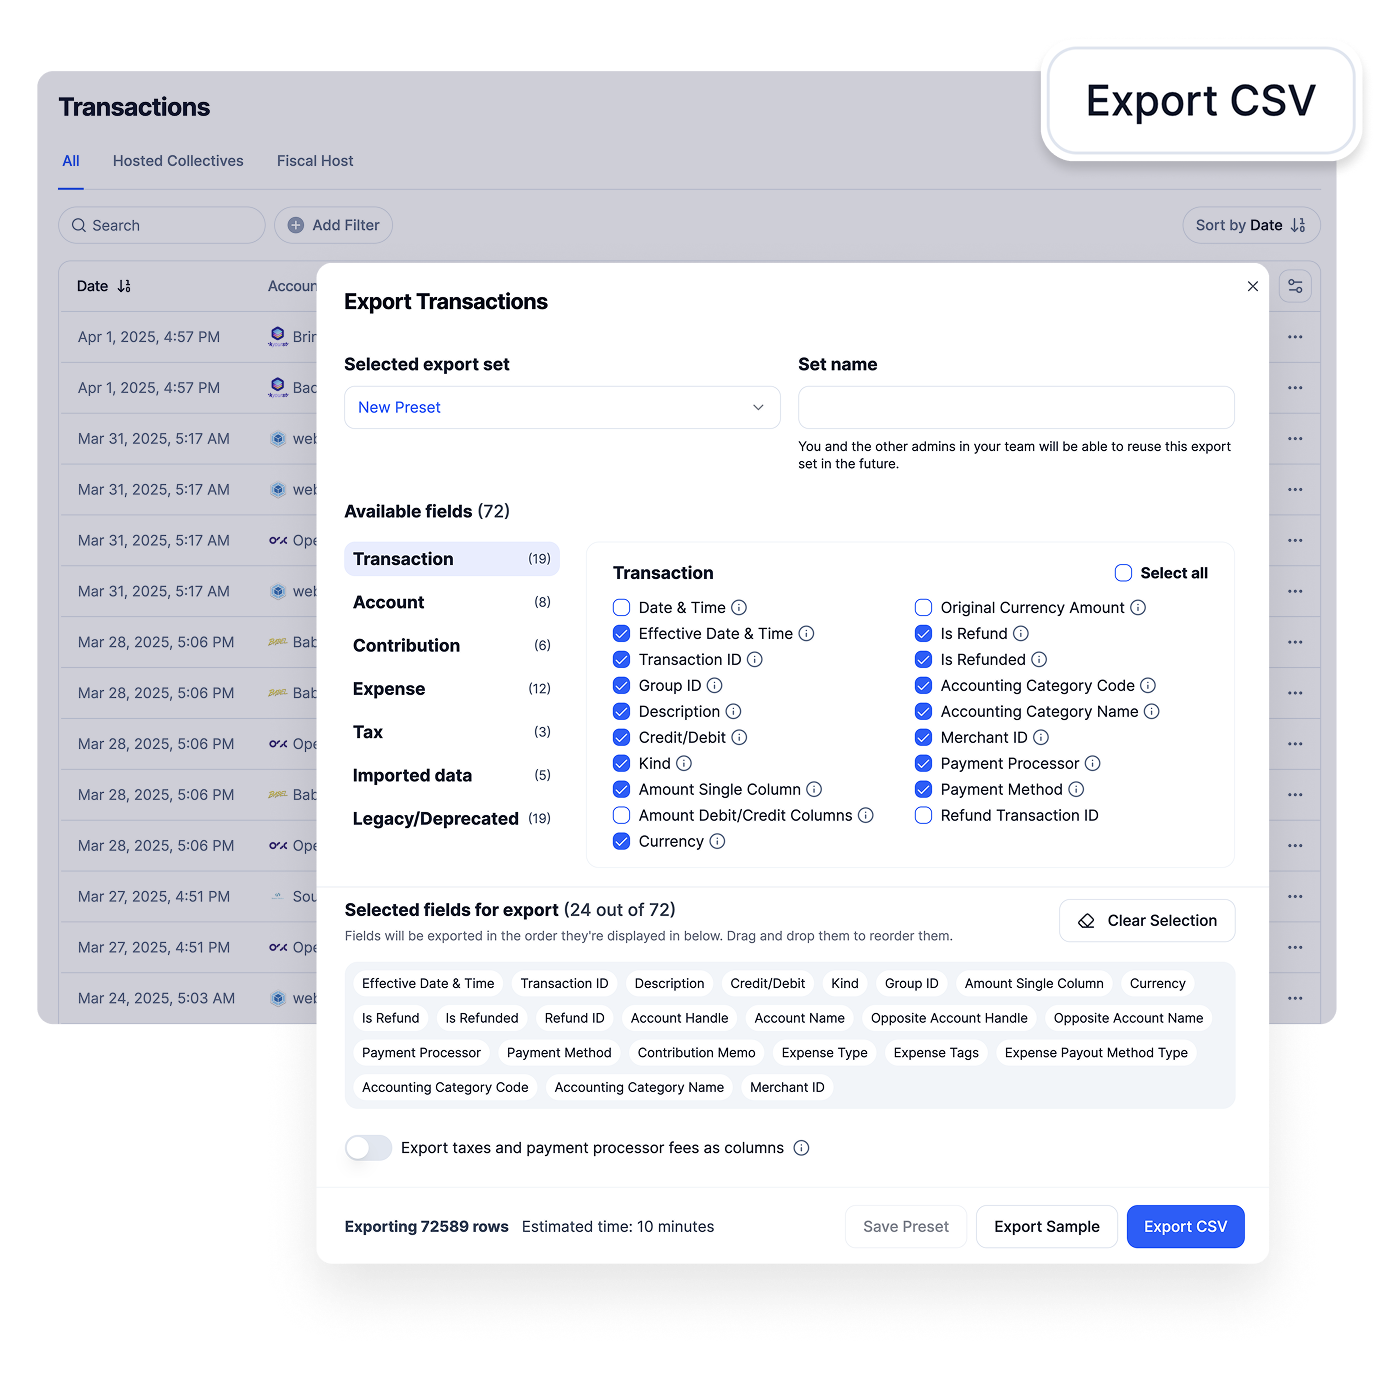 Export CSV
Transactions
All Hosted Collectives Fiscal Host
Search Add Filter Sort by Date
Date Accoun
Apr 1, 2025, 4:57 PM Brin
Apr 1, 2025, 4:57 PM Bac
Mar 31, 2025, 5:17 AM web
Mar 31, 2025, 5:17 AM web
Mar 31, 2025, 5:17 AM Ope
Mar 31, 2025, 5:17 AM web
Mar 28, 2025, 5:06 PM Bab
Mar 28, 2025, 5:06 PM Bab
Mar 28, 2025, 5:06 PM Ope
Mar 28, 2025, 5:06 PM Bab
Mar 28, 2025, 5:06 PM Ope
Mar 27, 2025, 4:51 PM Sou
Mar 27, 2025, 4:51 PM Ope
Mar 24, 2025, 5:03 AM web
Export Transactions
Selected export set
New Preset
Set name
You and the other admins in your team will be able to reuse this export
set in the future.
Available fields (72)
Transaction (19)
Account (8)
Contribution (6)
Expense (12)
Tax (3)
Imported data (5)
Legacy/Deprecated (19)
Transaction Select all
Date & Time
Effective Date & Time
Transaction ID
Group ID
Description
Credit/Debit
Kind
Amount Single Column
Amount Debit/Credit Columns
Currency
Original Currency Amount
Is Refund
Is Refunded
Accounting Category Code
Accounting Category Name
Merchant ID
Payment Processor
Payment Method
Refund Transaction ID
Selected fields for export (24 out of 72)
Fields will be exported in the order they're displayed in below. Drag and drop them to reorder them.
Clear Selection
Effective Date & Time Transaction ID Description Credit/Debit Kind Group ID Amount Single Column Currency
Is Refund Is Refunded Refund ID Account Handle Account Name Opposite Account Handle Opposite Account Name
Payment Processor Payment Method Contribution Memo Expense Type Expense Tags Expense Payout Method Type
Accounting Category Code Accounting Category Name Merchant ID
Export taxes and payment processor fees as columns
Exporting 72589 rows Estimated time: 10 minutes
Save Preset Export Sample Export CSV